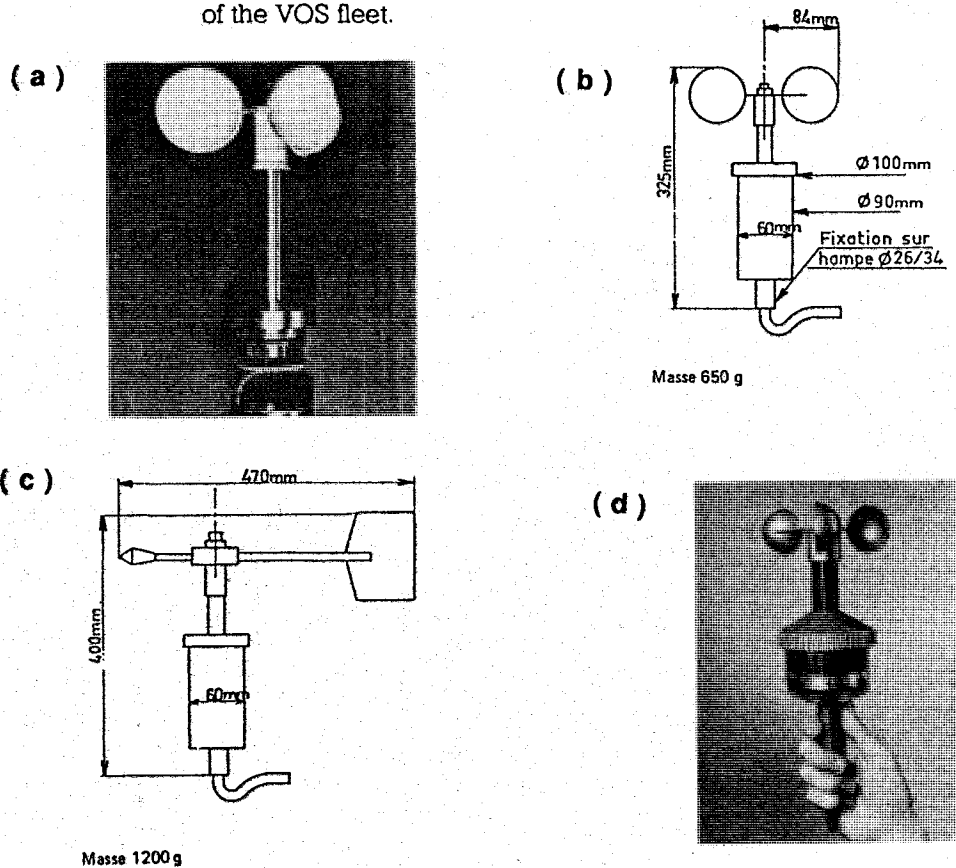 of the VOS fleet.
( a )
( b )
84mm
325mm
Ø100mm
Ø90mm
60mm
Fixation sur
hampe Ø26/34
Masse 650 g
( c )
470mm
400mm
60mm
Masse 1200 g
( d )